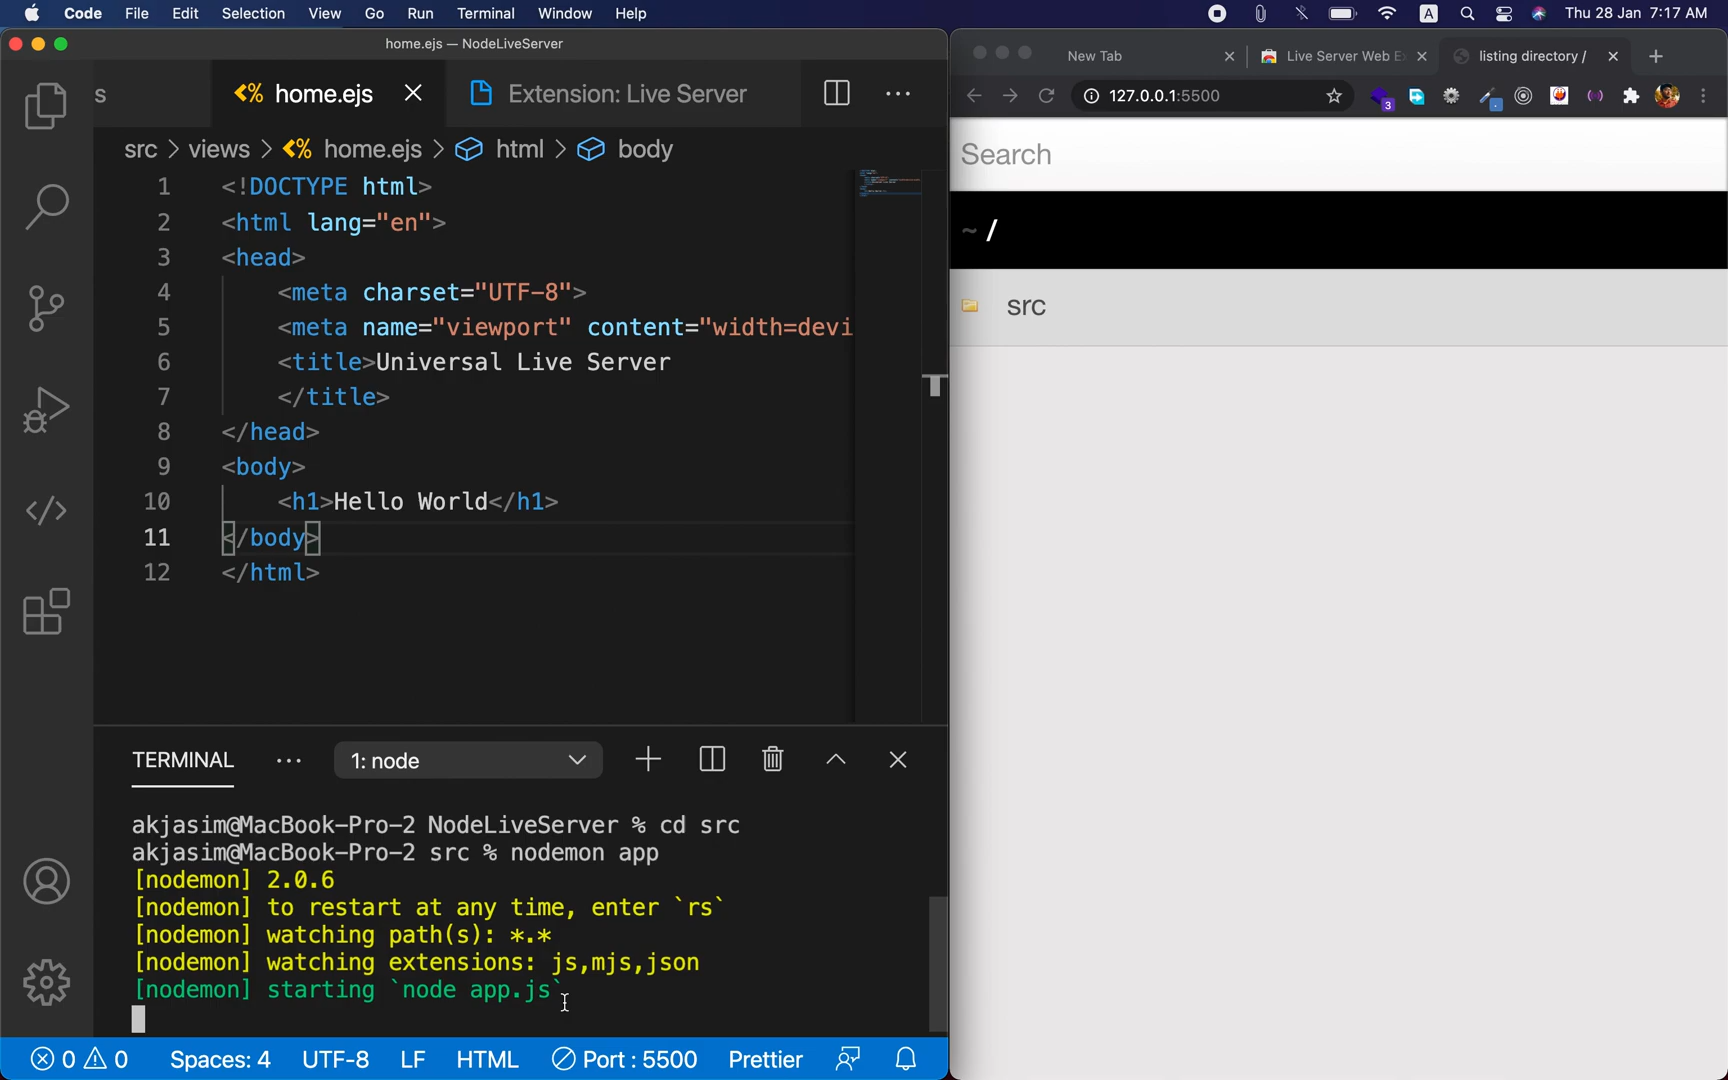 Code File Edit Selection View Go Run Terminal Window Help
A
Thu 28 Jan 7:17 AM
home.ejs — NodeLiveServer
s
<% home.ejs
Extension: Live Server
src > views > <% home.ejs > html > body
1 <!DOCTYPE html>
2 <html lang="en">
3 <head>
4 <meta charset="UTF-8">
5 <meta name="viewport" content="width=devi
6 <title>Universal Live Server
7 </title>
8 </head>
9 <body>
10 <h1>Hello World</h1>
11 </body>
12 </html>
TERMINAL
1: node
akjasim@MacBook-Pro-2 NodeLiveServer % cd src
akjasim@MacBook-Pro-2 src % nodemon app
[nodemon] 2.0.6
[nodemon] to restart at any time, enter `rs`
[nodemon] watching path(s): *.*
[nodemon] watching extensions: js,mjs,json
[nodemon] starting `node app.js`
0 0 Spaces: 4 UTF-8 LF HTML Port : 5500 Prettier
New Tab
Live Server Web Ex
listing directory /
127.0.0.1:5500
3
Search
~ /
src